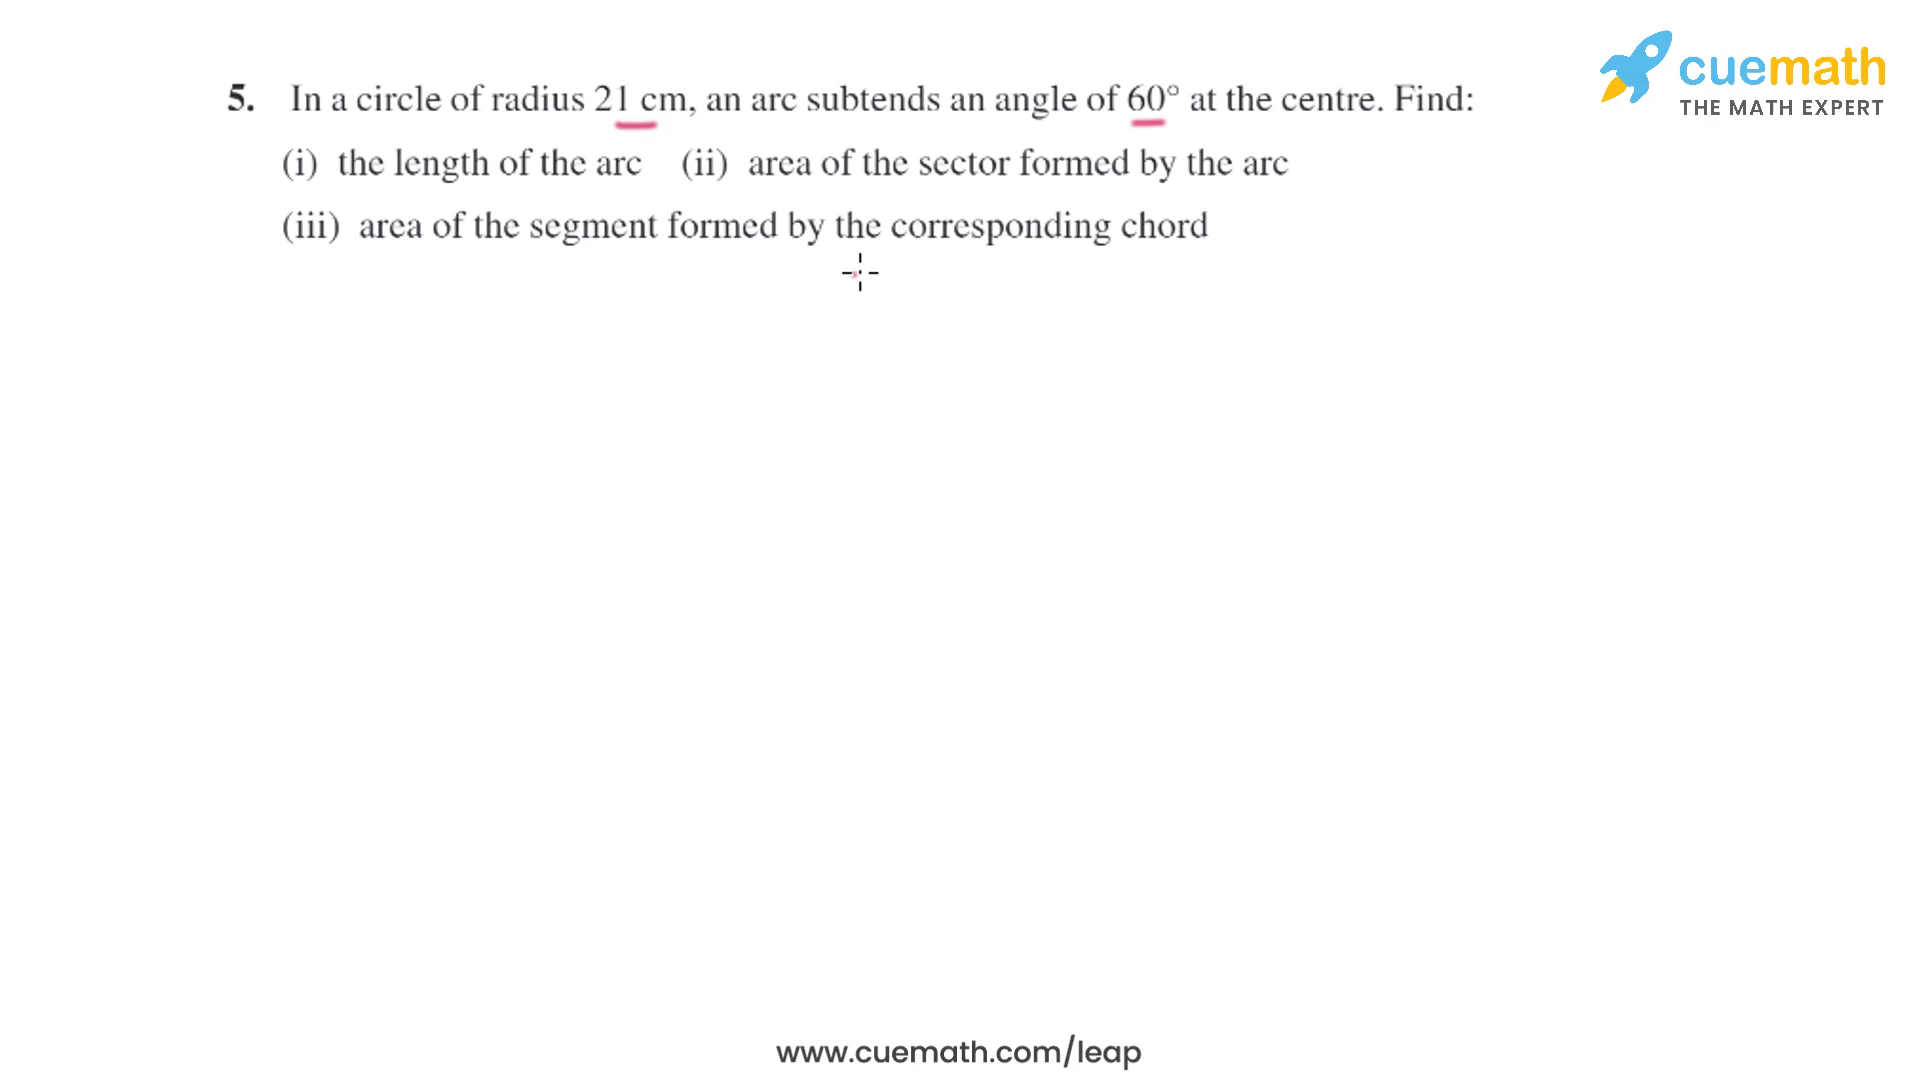 cuemath
THE MATH EXPERT
5. In a circle of radius 21 cm, an arc subtends an angle of 60° at the centre. Find:
(i) the length of the arc (ii) area of the sector formed by the arc
(iii) area of the segment formed by the corresponding chord
www.cuemath.com/leap